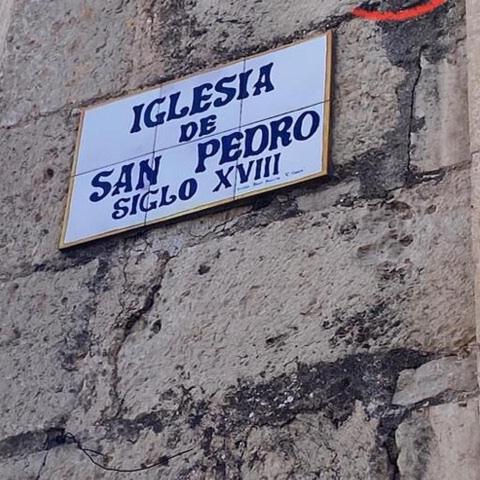 IGLESIA
DE
SAN PEDRO
SIGLO XVIII